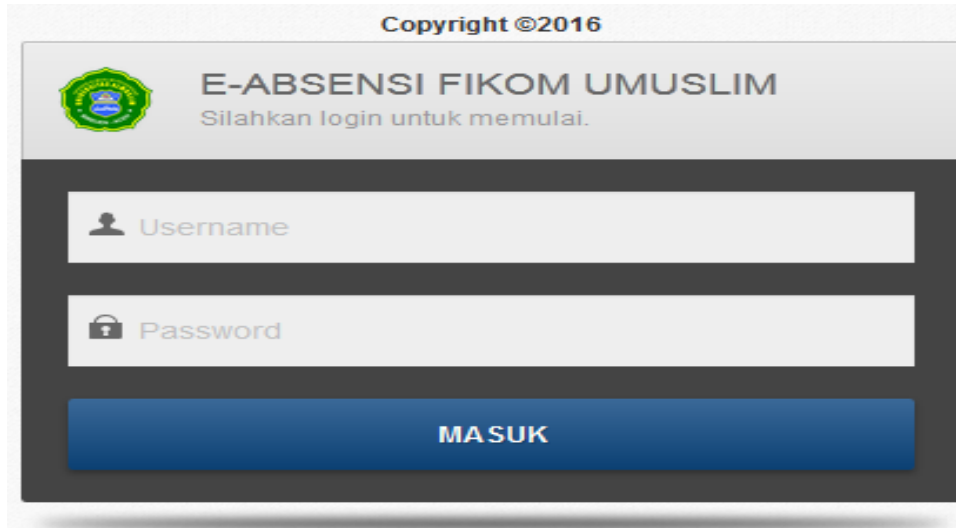 Copyright ©2016
E-ABSENSI FIKOM UMUSLIM
Silahkan login untuk memulai.
Username
Password
MASUK